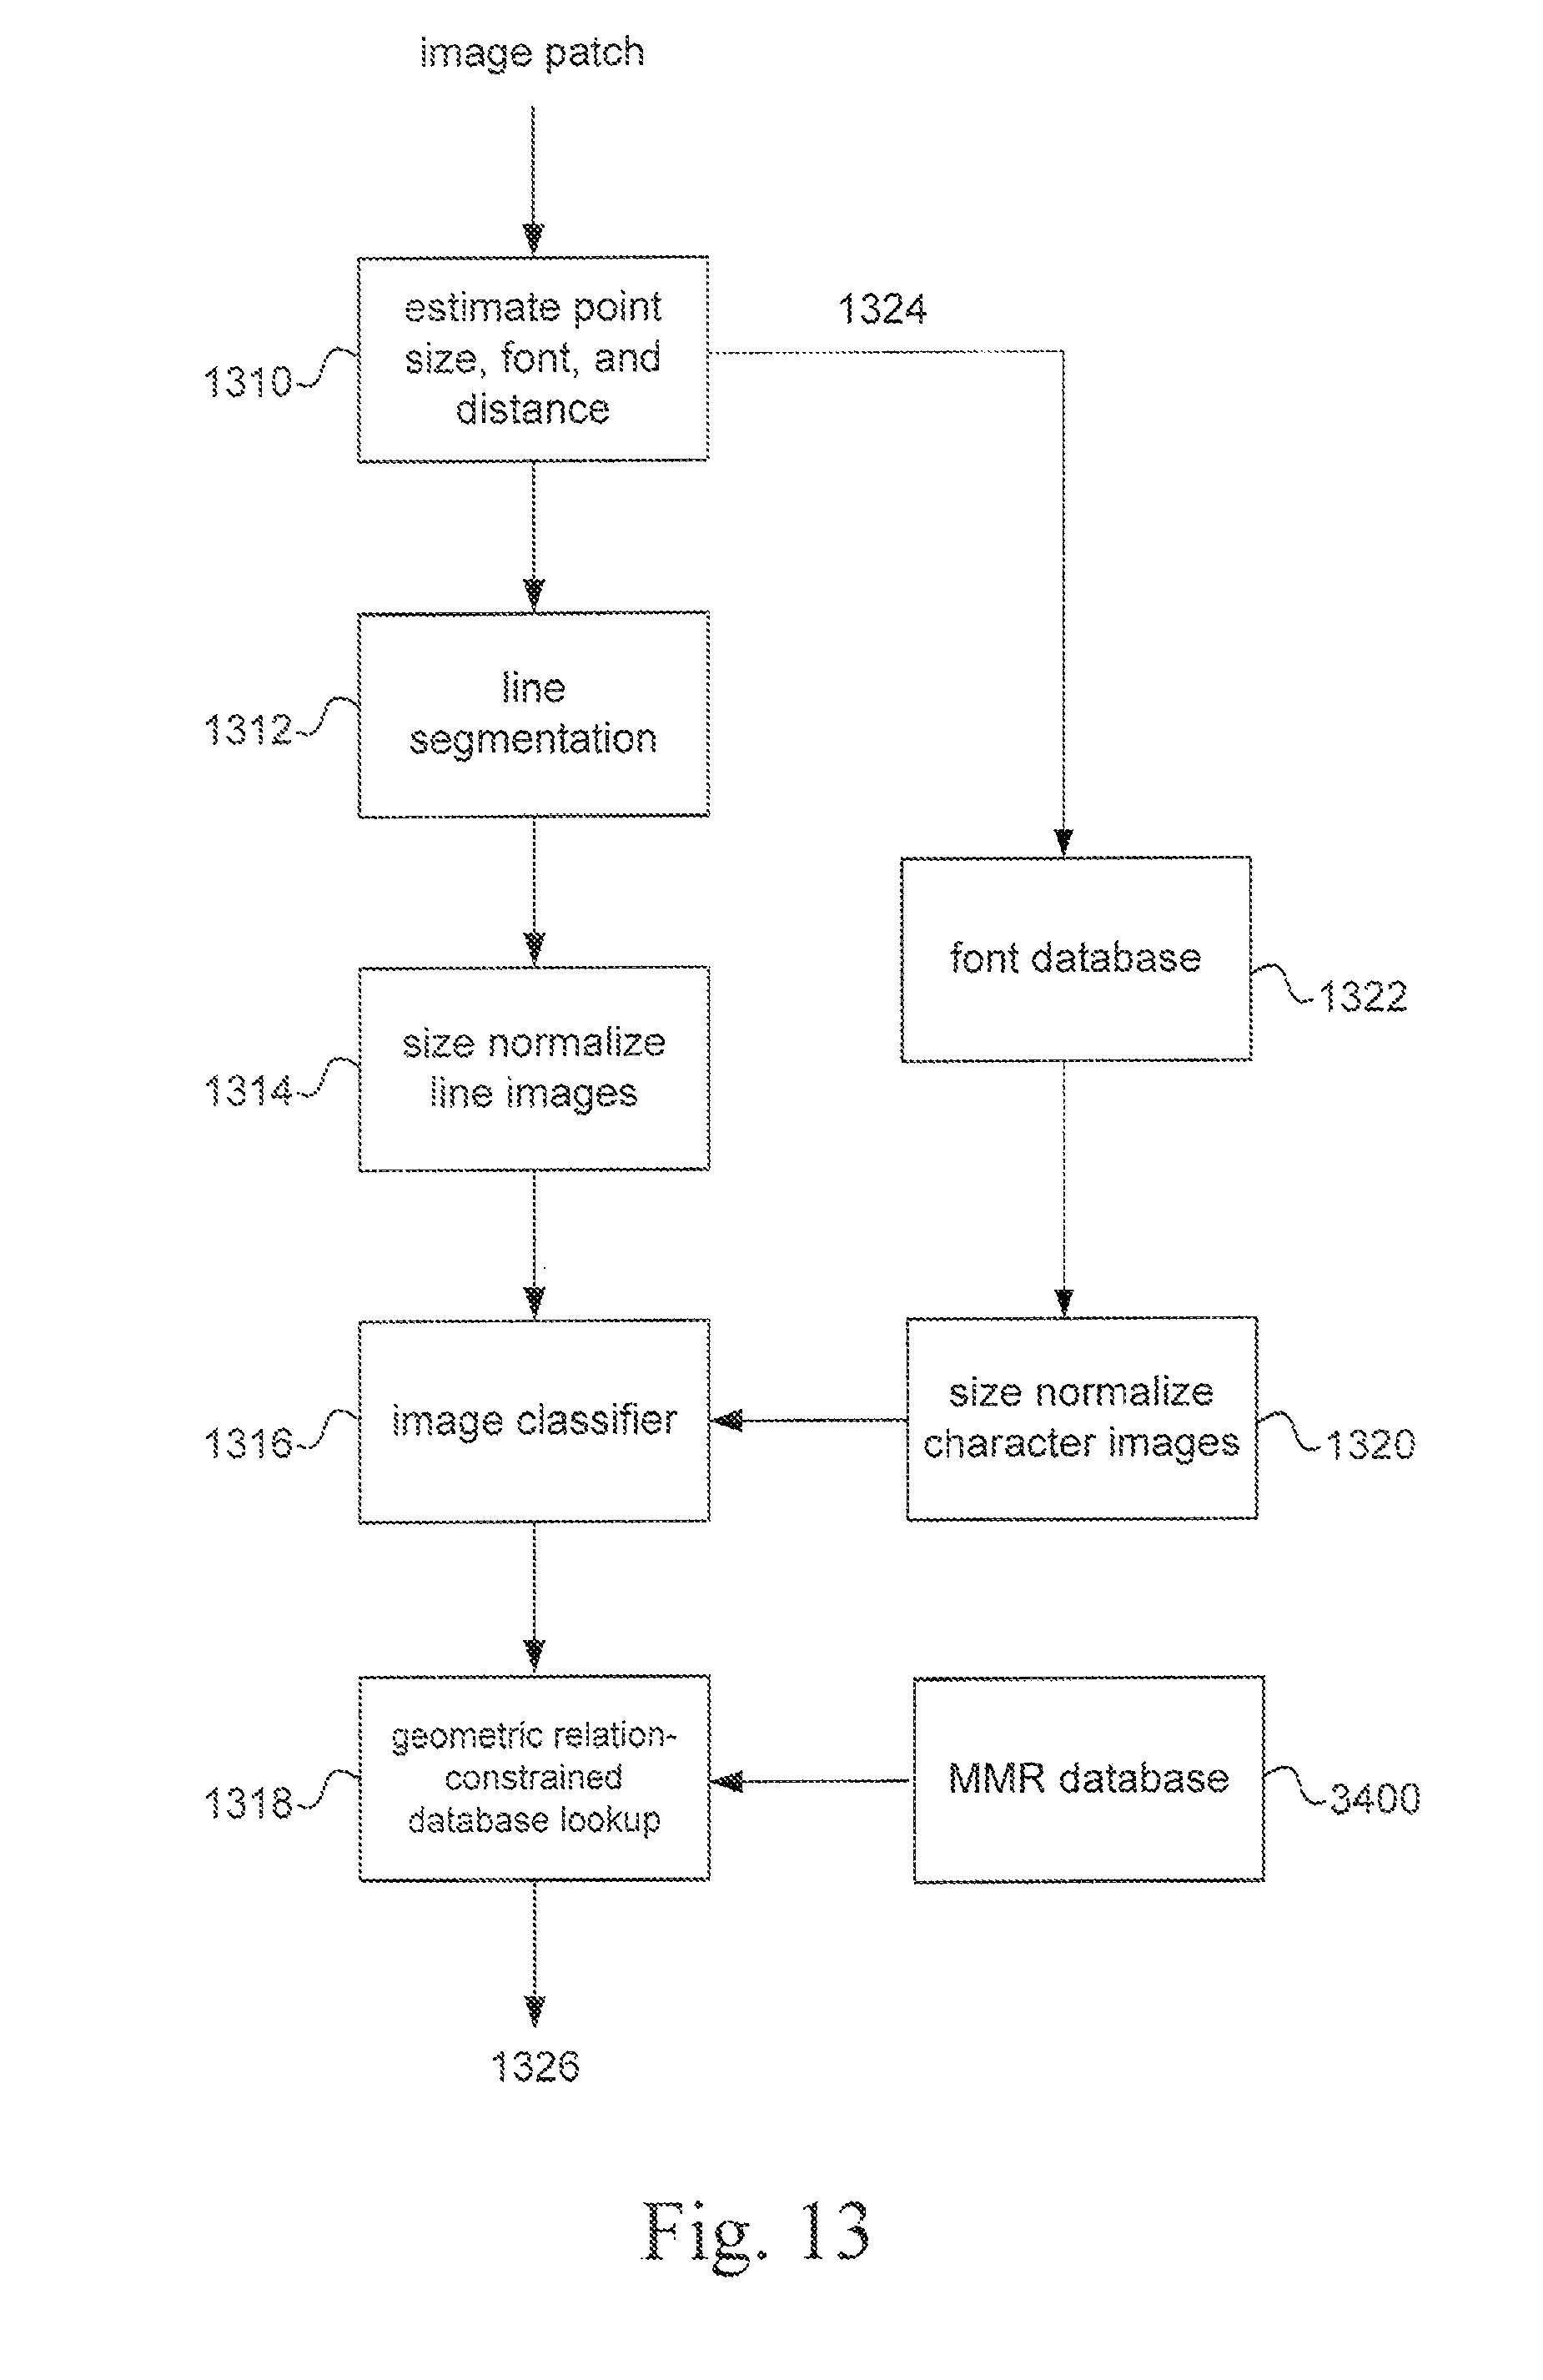 image patch
1324
estimate point
size, font, and
distance
1310
line
segmentation
1312
font database
1322
size normalize
line images
1314
image classifier
1316
size normalize
character images
1320
geometric relation-
constrained
database lookup
1318
MMR database
3400
1326
Fig. 13